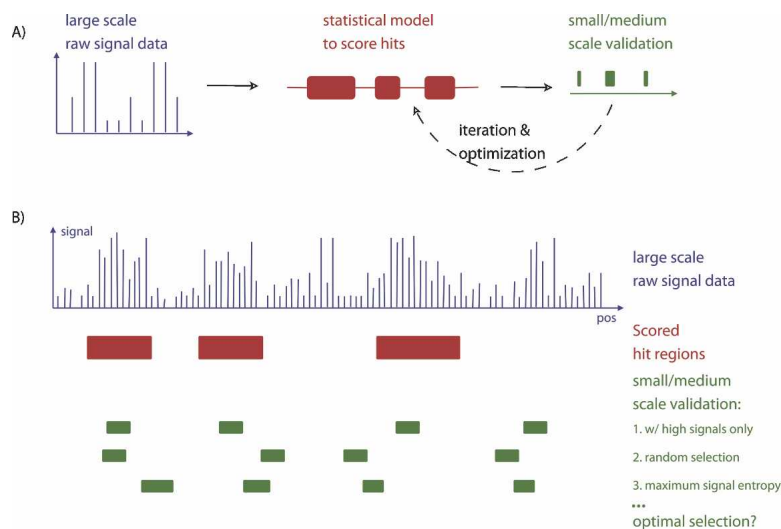 A)
large scale
raw signal data
statistical model
to score hits
small/medium
scale validation
iteration &
optimization
B)
signal
pos
large scale
raw signal data
Scored
hit regions
small/medium
scale validation:
1. w/ high signals only
2. random selection
3. maximum signal entropy
...
optimal selection?